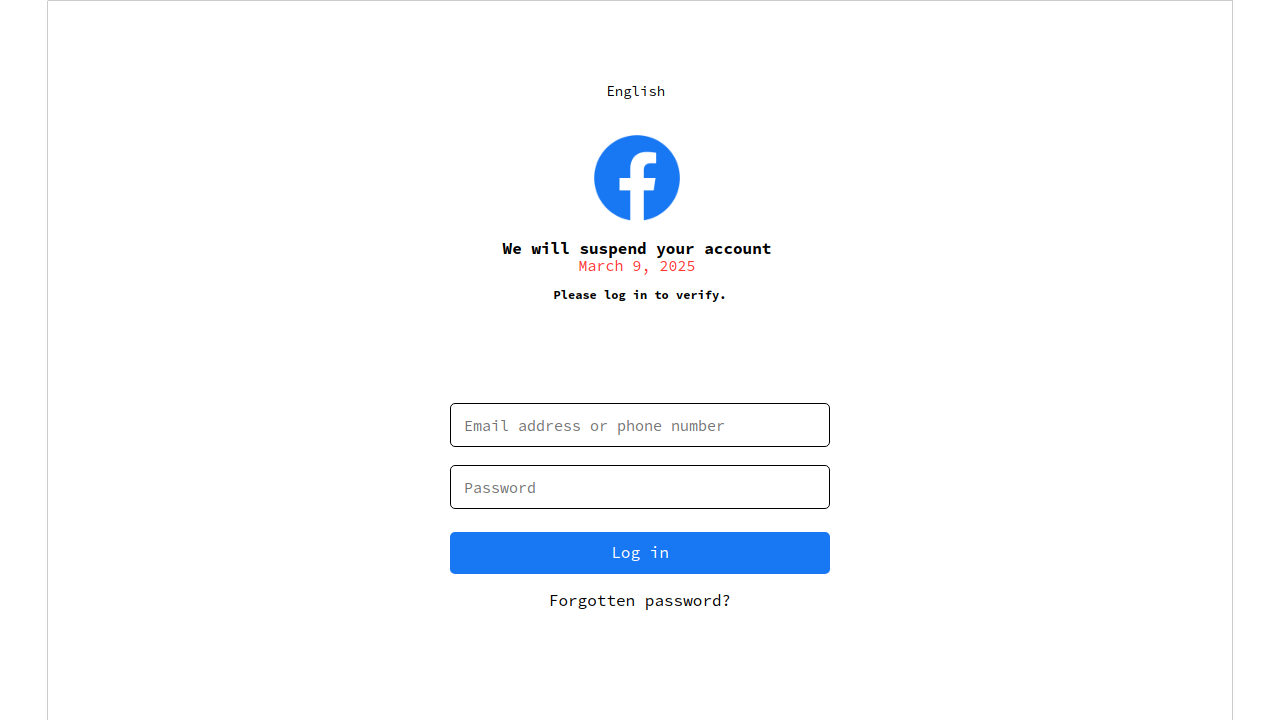 English
We will suspend your account
March 9, 2025
Please log in to verify.
Email address or phone number
Password
Log in
Forgotten password?